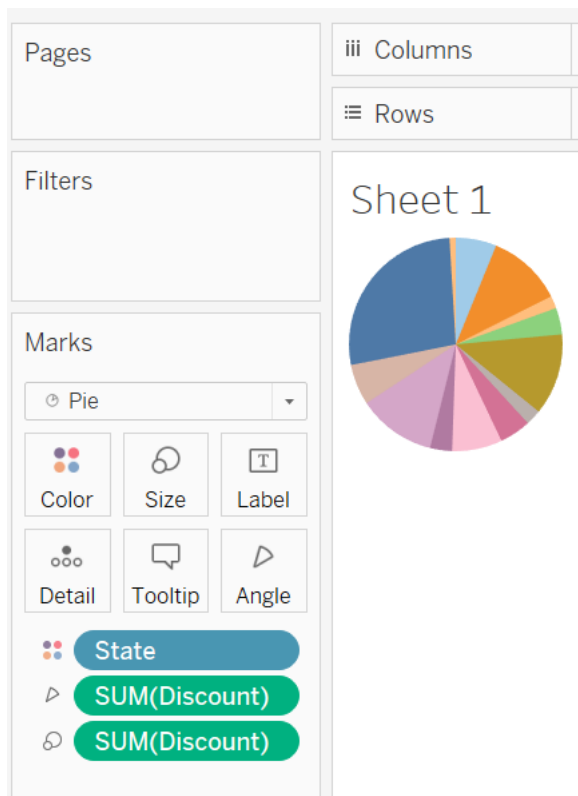 Pages
Columns
Rows
Filters
Sheet 1
Marks
Pie
Color
Size
T
Label
Detail
Tooltip
Angle
State
SUM(Discount)
SUM(Discount)